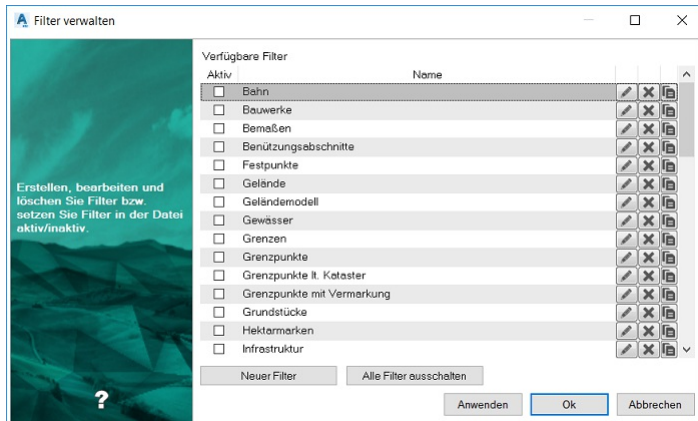 Filter verwalten
Erstellen, bearbeiten und
löschen Sie Filter bzw.
setzen Sie Filter in der Datei
aktiv/inaktiv.
?
Verfügbare Filter
Aktiv Name
Bahn
Bauwerke
Bemaßen
Benützungsabschnitte
Festpunkte
Gelände
Geländemodell
Gewässer
Grenzen
Grenzpunkte
Grenzpunkte lt. Kataster
Grenzpunkte mit Vermarkung
Grundstücke
Hektarmarken
Infrastruktur
Neuer Filter Alle Filter ausschalten
Anwenden Ok Abbrechen